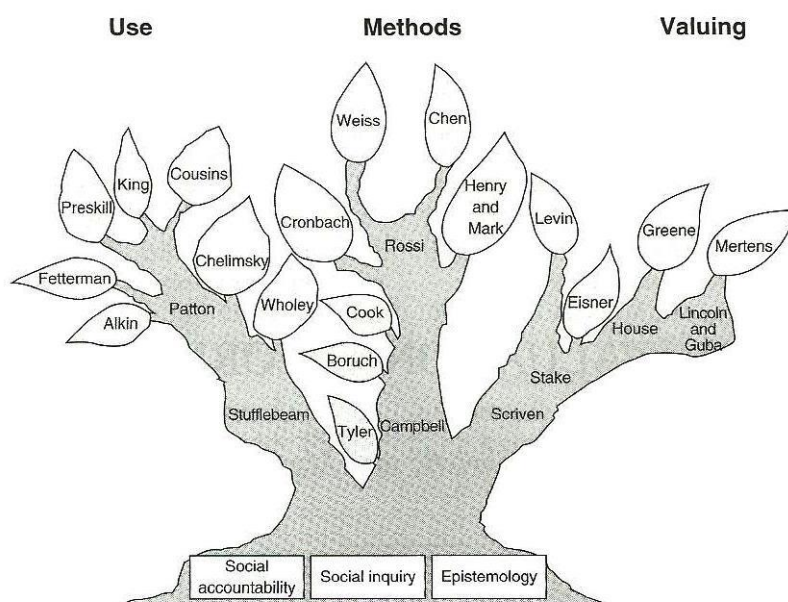 Use
Methods
Valuing
Weiss
Chen
King
Cousins
Preskill
Cronbach
Henry
and
Mark
Levin
Greene
Mertens
Rossi
Chelimsky
Fetterman
Wholey
Eisner
Patton
Cook
Alkin
House
Lincoln
and
Guba
Boruch
Stake
Stufflebeam
Scriven
Tyler
Campbell
Social
accountability
Social inquiry
Epistemology